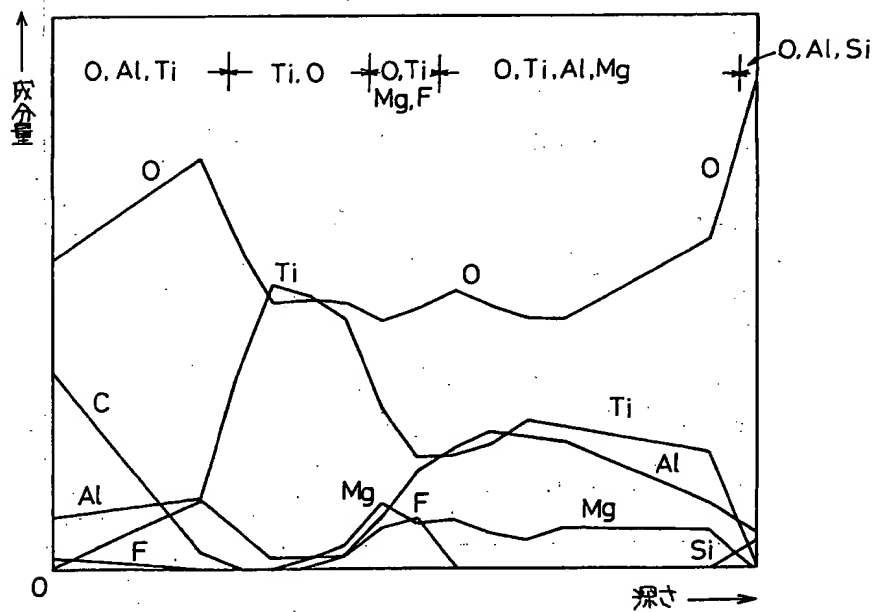 成分量
O, Al, Ti
Ti, O
O, Ti
Mg, F
O, Ti, Al, Mg
O, Al, Si
O
Ti
O
O
C
Ti
Al
Al
Mg
F
Mg
F
Si
O
深さ